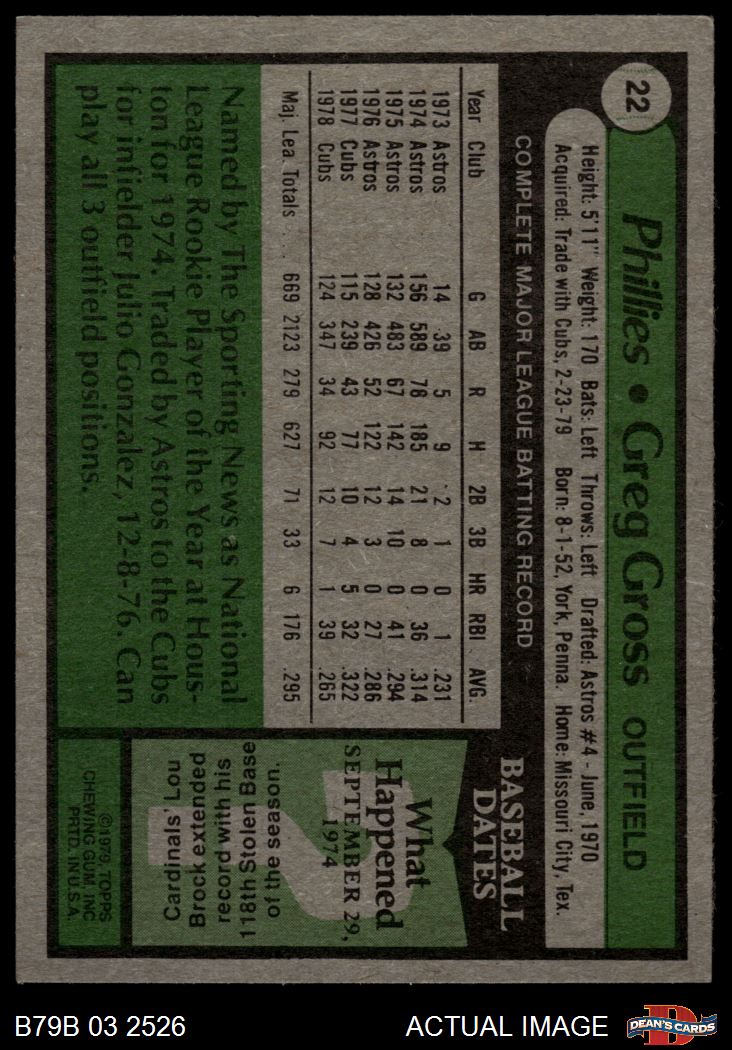 22
Phillies • Greg Gross OUTFIELD
Height: 5'11" Weight: 170 Bats: Left Throws: Left Drafted: Astros #4 - June, 1970
Acquired: Trade with Cubs, 2-23-79 Born: 8-1-52, York, Penna. Home: Missouri City, Tex.
COMPLETE MAJOR LEAGUE BATTING RECORD
Year Club G AB R H 2B 3B HR RBI AVG.
1973 Astros 14 39 5 9 2 1 0 1 .231
1974 Astros 156 589 78 185 21 8 0 36 .314
1975 Astros 132 483 67 142 14 10 0 41 .294
1976 Astros 128 426 52 122 12 3 0 27 .286
1977 Cubs 115 239 43 77 10 4 5 32 .322
1978 Cubs 124 347 34 92 12 7 1 39 .265
Maj. Lea. Totals . . . 669 2123 279 627 71 33 6 176 .295
Named by The Sporting News as National
League Rookie Player of the Year at Hous-
ton for 1974. Traded by Astros to the Cubs
for infielder Julio Gonzalez, 12-8-76. Can
play all 3 outfield positions.
BASEBALL
DATES
What
Happened
SEPTEMBER 29,
1974
?
Cardinals' Lou
Brock extended
record with his
118th Stolen Base
of the season.
©1979, TOPPS
CHEWING GUM, INC
PRTD. IN U.S.A.
B79B 03 2526
ACTUAL IMAGE
D
DEAN'S CARDS